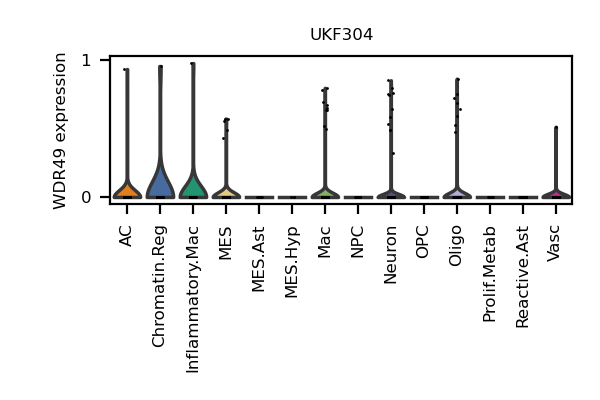 UKF304
WDR49 expression
1
0
AC
Chromatin.Reg
Inflammatory.Mac
MES
MES.Ast
MES.Hyp
Mac
NPC
Neuron
OPC
Oligo
Prolif.Metab
Reactive.Ast
Vasc